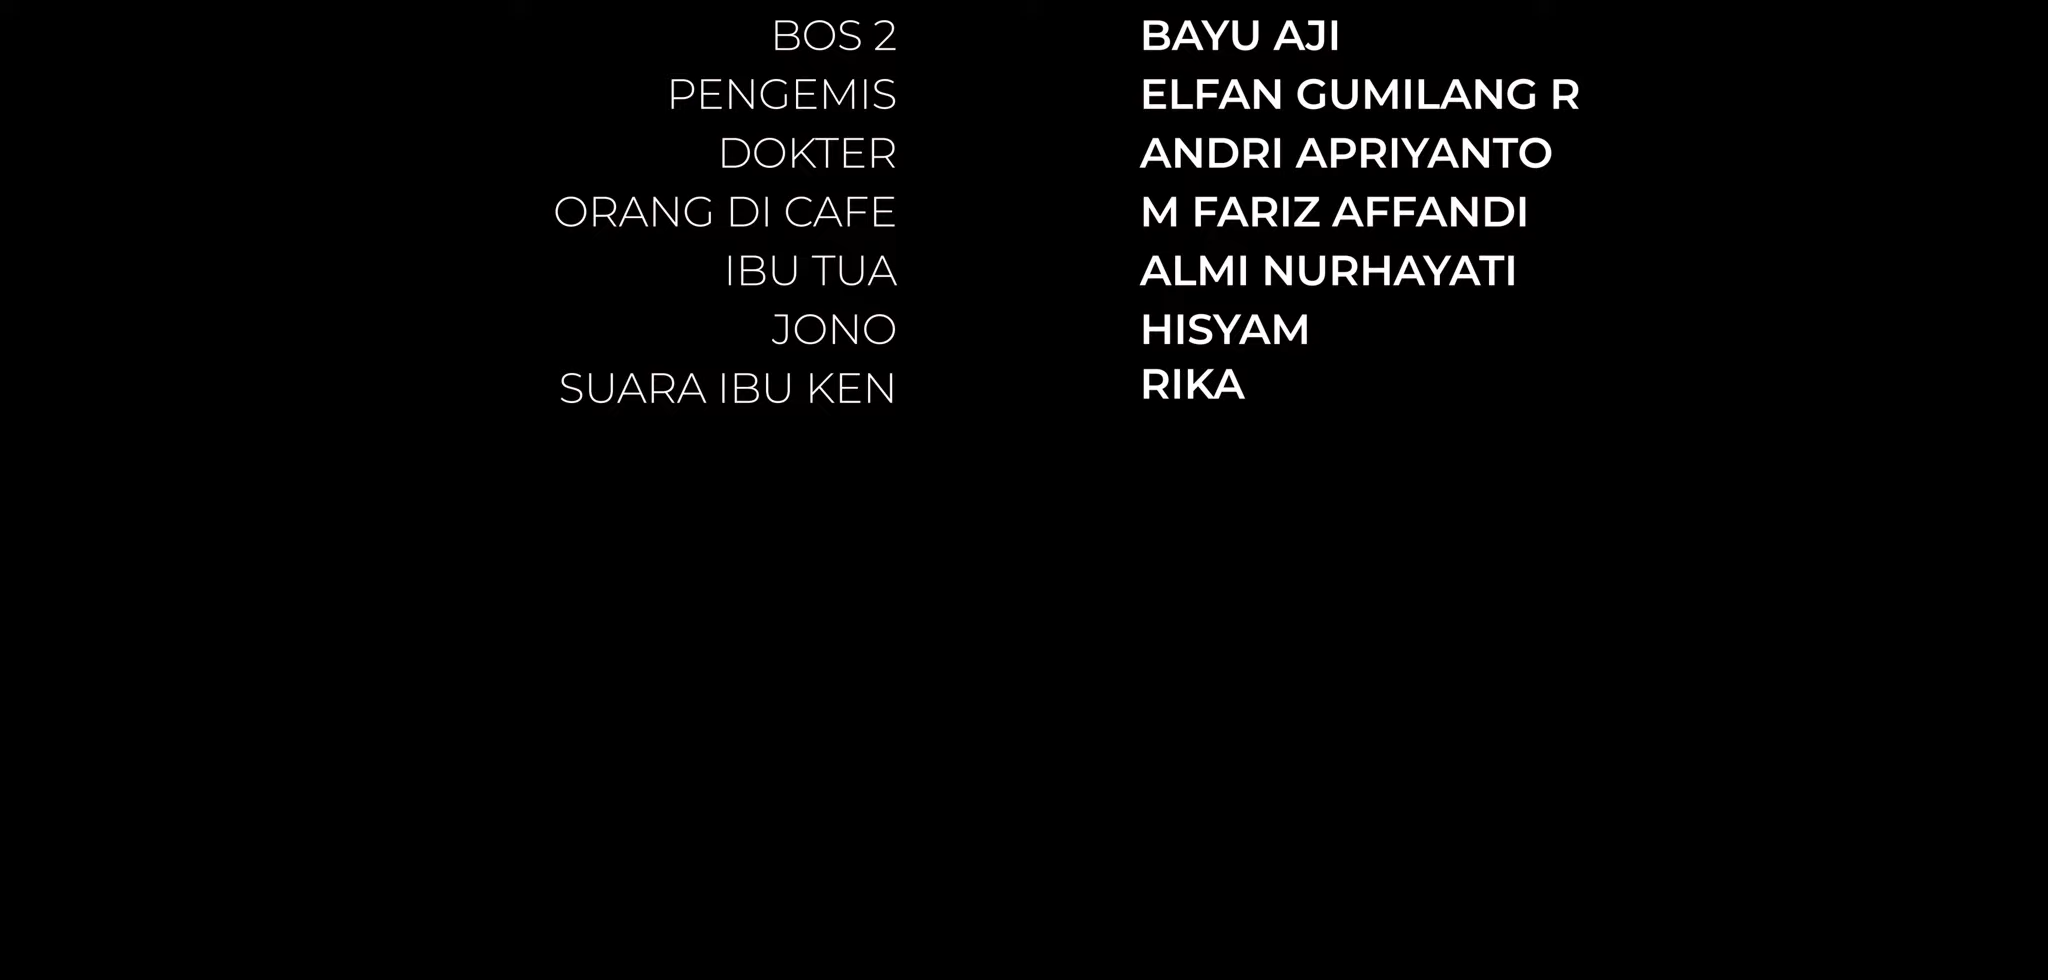 BOS 2 BAYU AJI
PENGEMIS ELFAN GUMILANG R
DOKTER ANDRI APRIYANTO
ORANG DI CAFE M FARIZ AFFANDI
IBU TUA ALMI NURHAYATI
JONO HISYAM
SUARA IBU KEN RIKA